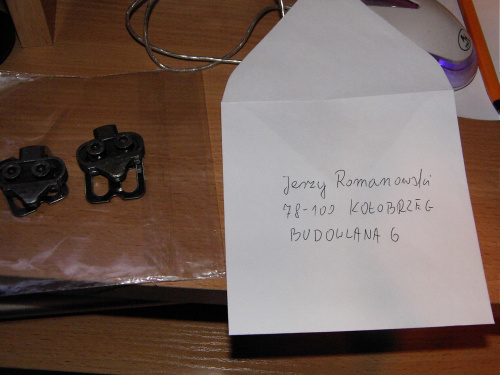 Jerzy Romanowski
78-100 KOŁOBRZEG
BUDOWLANA 6